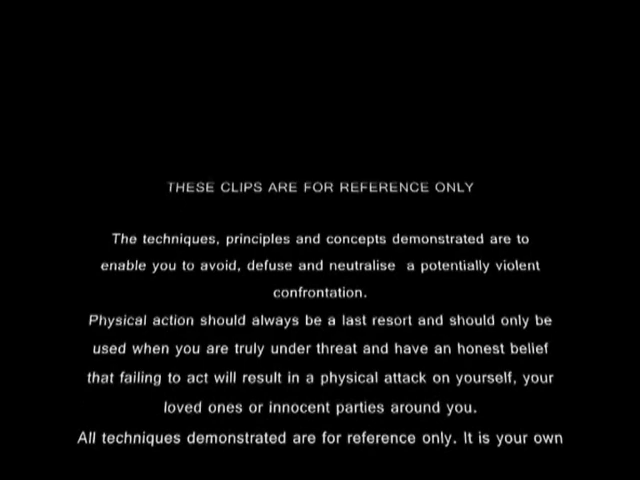 THESE CLIPS ARE FOR REFERENCE ONLY
The techniques, principles and concepts demonstrated are to
enable you to avoid, defuse and neutralise a potentially violent
confrontation.
Physical action should always be a last resort and should only be
used when you are truly under threat and have an honest belief
that failing to act will result in a physical attack on yourself, your
loved ones or innocent parties around you.
All techniques demonstrated are for reference only. It is your own